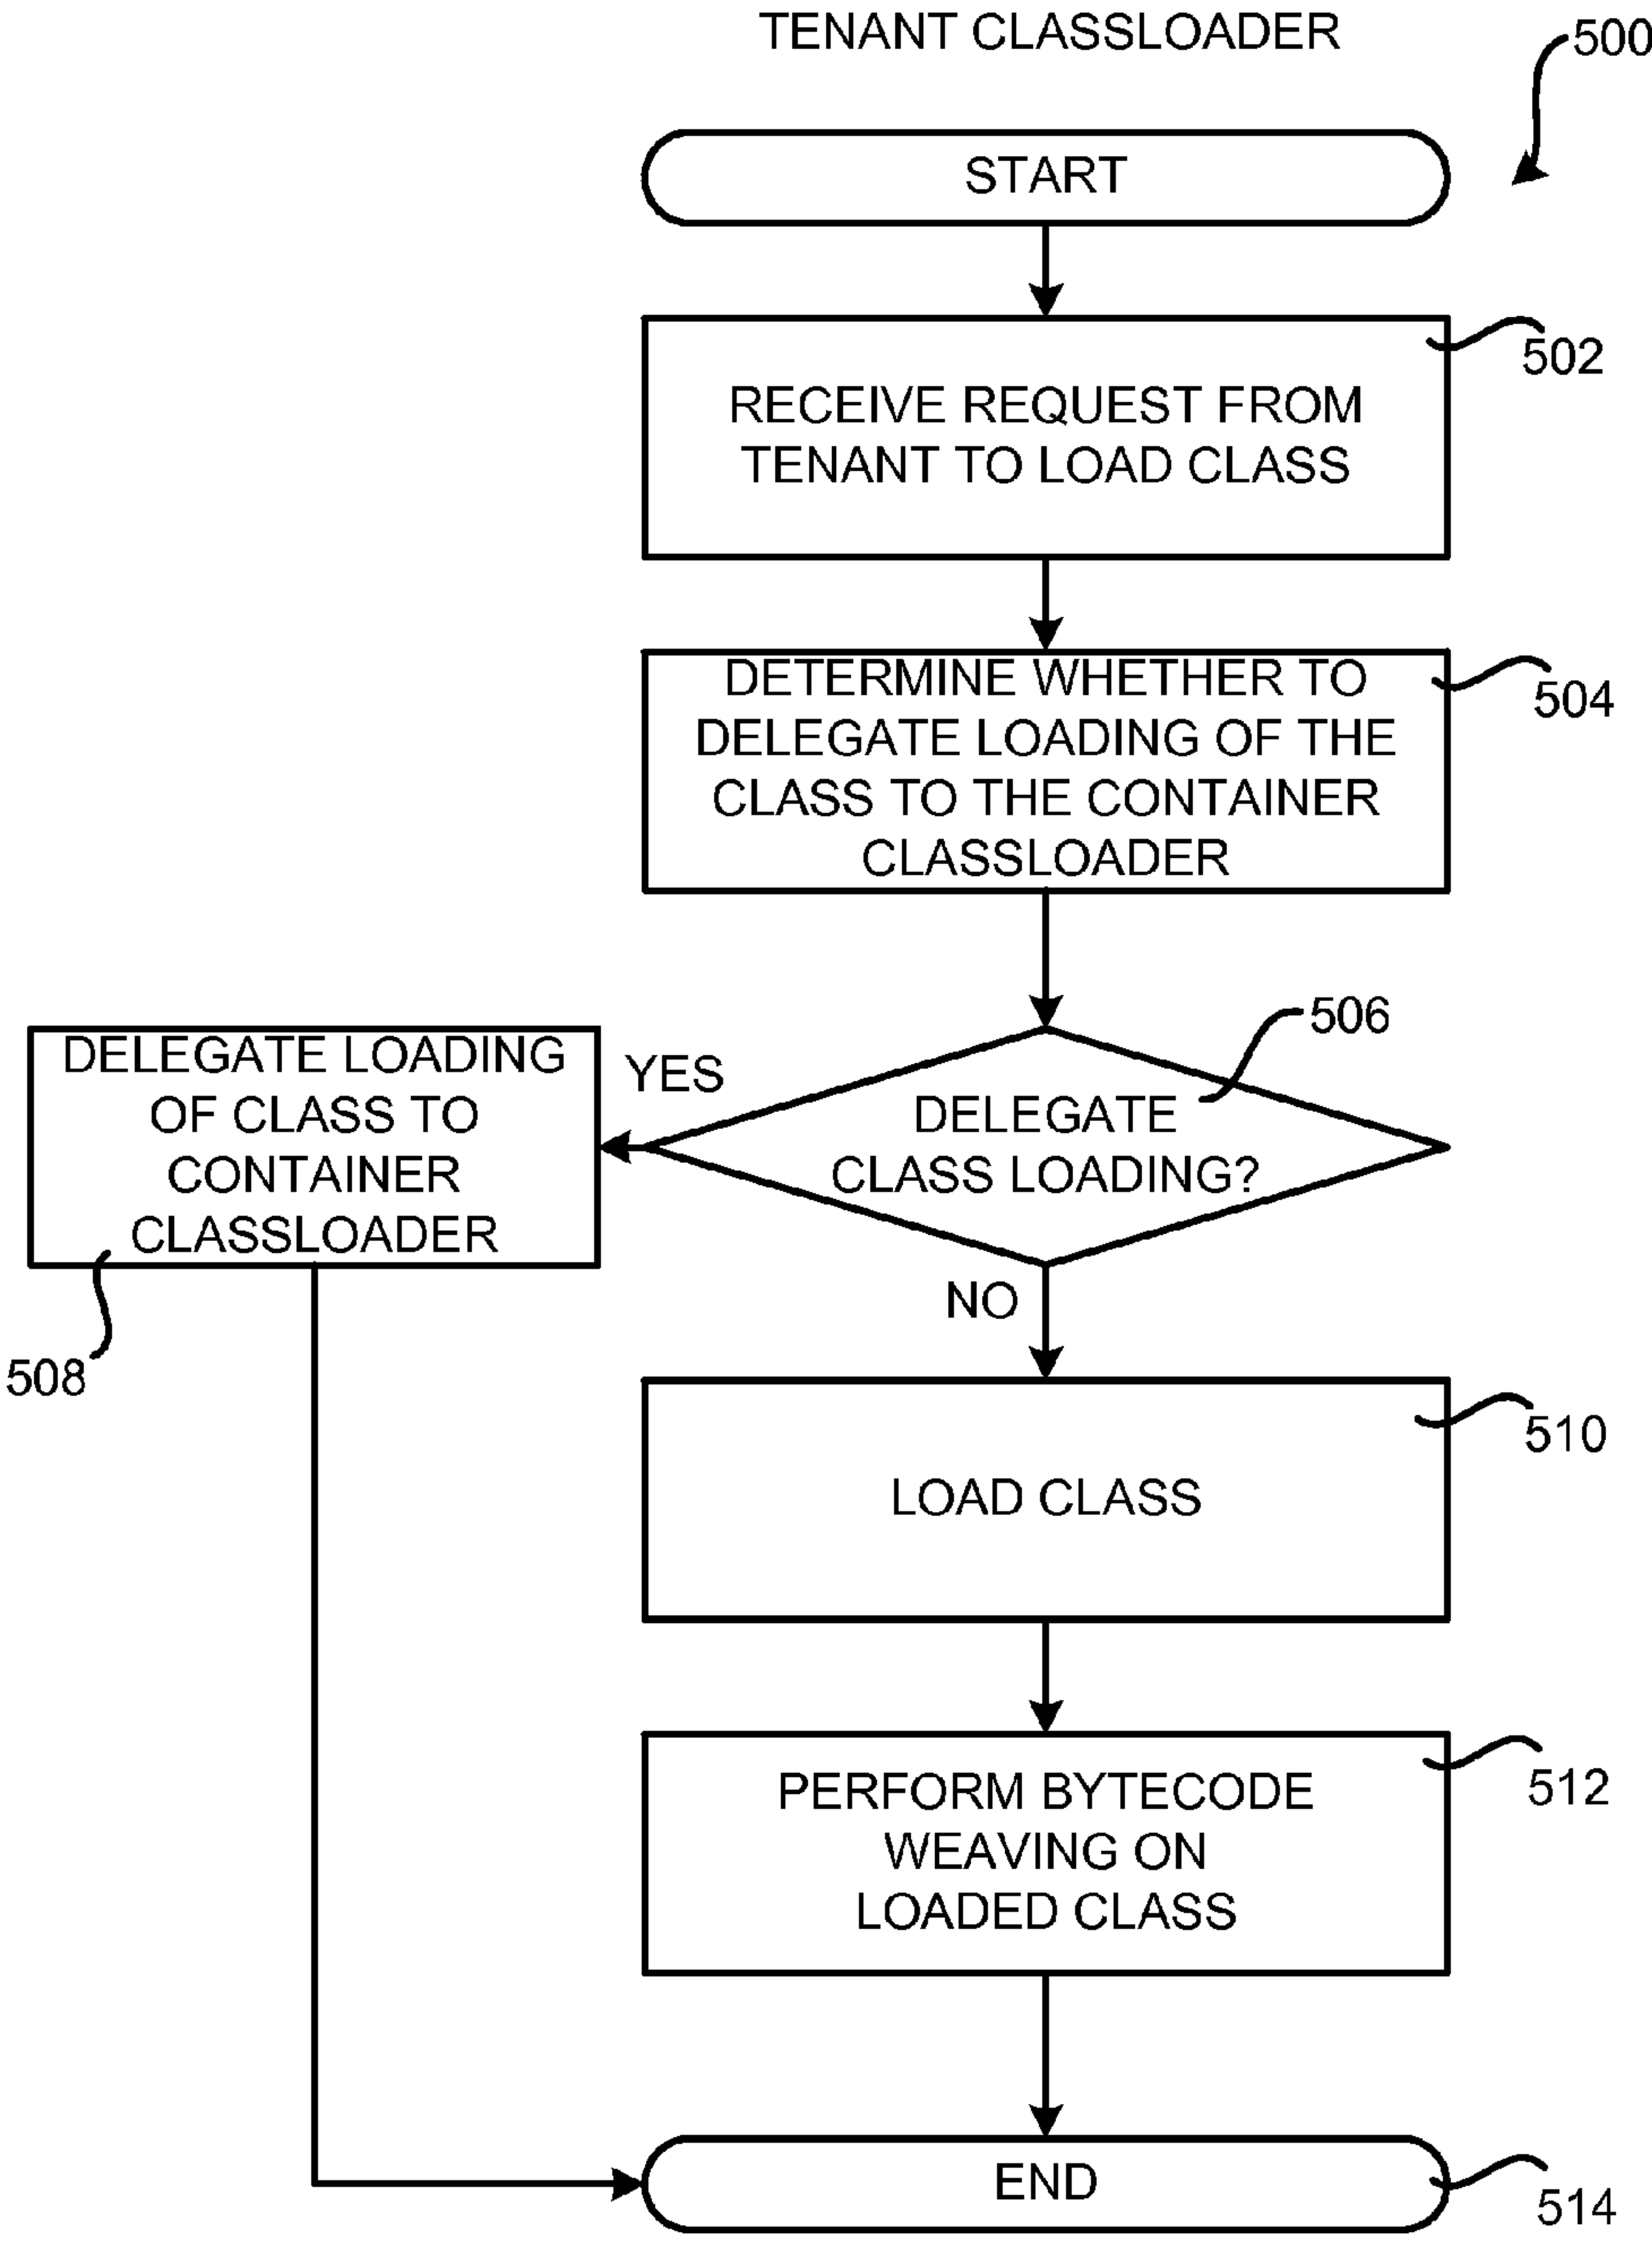 TENANT CLASSLOADER
500
START
502
RECEIVE REQUEST FROM
TENANT TO LOAD CLASS
504
DETERMINE WHETHER TO
DELEGATE LOADING OF THE
CLASS TO THE CONTAINER
CLASSLOADER
506
DELEGATE
CLASS LOADING?
YES
DELEGATE LOADING
OF CLASS TO
CONTAINER
CLASSLOADER
508
NO
510
LOAD CLASS
512
PERFORM BYTECODE
WEAVING ON
LOADED CLASS
END
514